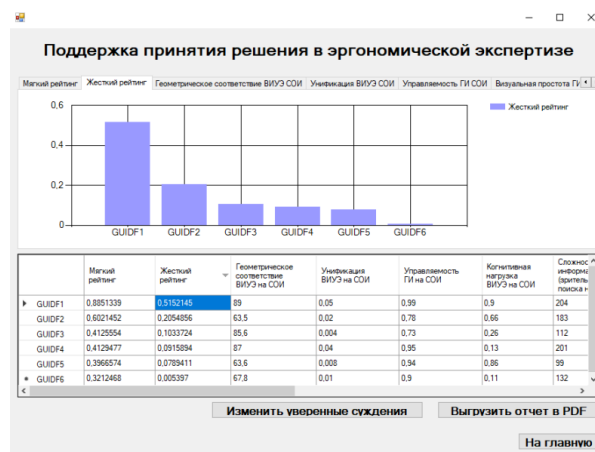 Поддержка принятия решения в эргономической экспертизе
Мягкий рейтинг Жесткий рейтинг Геометрическое соответствие ВИУЭ СОИ Унификация ВИУЭ СОИ Управляемость ГИ СОИ Визуальная простота ГИ
0,6
0,4
0,2
0
GUIDF1 GUIDF2 GUIDF3 GUIDF4 GUIDF5 GUIDF6
Жесткий рейтинг
Мягкий рейтинг Жесткий рейтинг Геометрическое соответствие ВИУЭ на СОИ Унификация ВИУЭ на СОИ Управляемость ГИ на СОИ Когнитивная нагрузка ВИУЭ на СОИ Сложнос информа (зритель поиска н
GUIDF1 0,8851339 0,5152145 89 0,05 0,99 0,9 204
GUIDF2 0,6021452 0,2054856 63,5 0,02 0,78 0,66 183
GUIDF3 0,4125554 0,1033724 85,6 0,004 0,73 0,26 112
GUIDF4 0,4129477 0,0915894 87 0,04 0,95 0,13 201
GUIDF5 0,3966574 0,0789411 63,6 0,008 0,94 0,86 99
GUIDF6 0,3212468 0,005397 67,8 0,01 0,9 0,11 132
Изменить уверенные суждения Выгрузить отчет в PDF
На главную